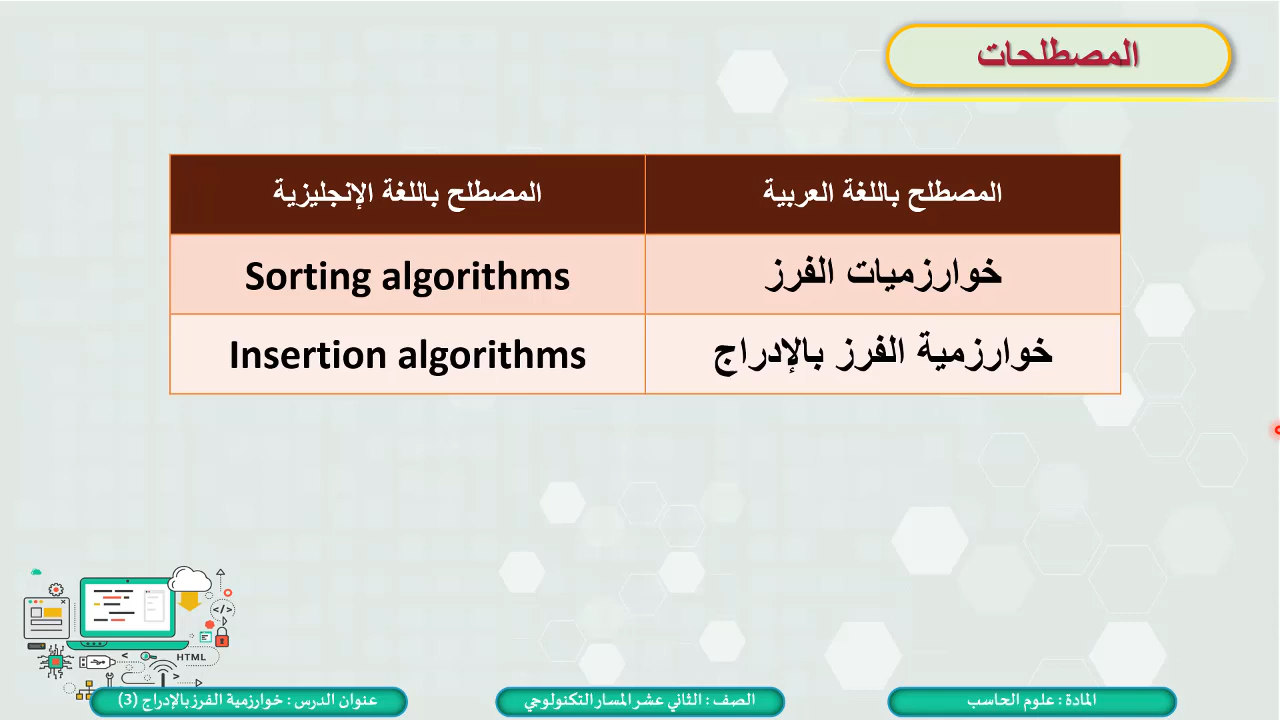 المصطلحات
المصطلح باللغة العربية
المصطلح باللغة الإنجليزية
خوارزميات الفرز
Sorting algorithms
خوارزمية الفرز بالإدراج
Insertion algorithms
</>
HTML
المادة : علوم الحاسب
الصف : الثاني عشر المسار التكنولوجي
عنوان الدرس : خوارزمية الفرز بالإدراج (3)